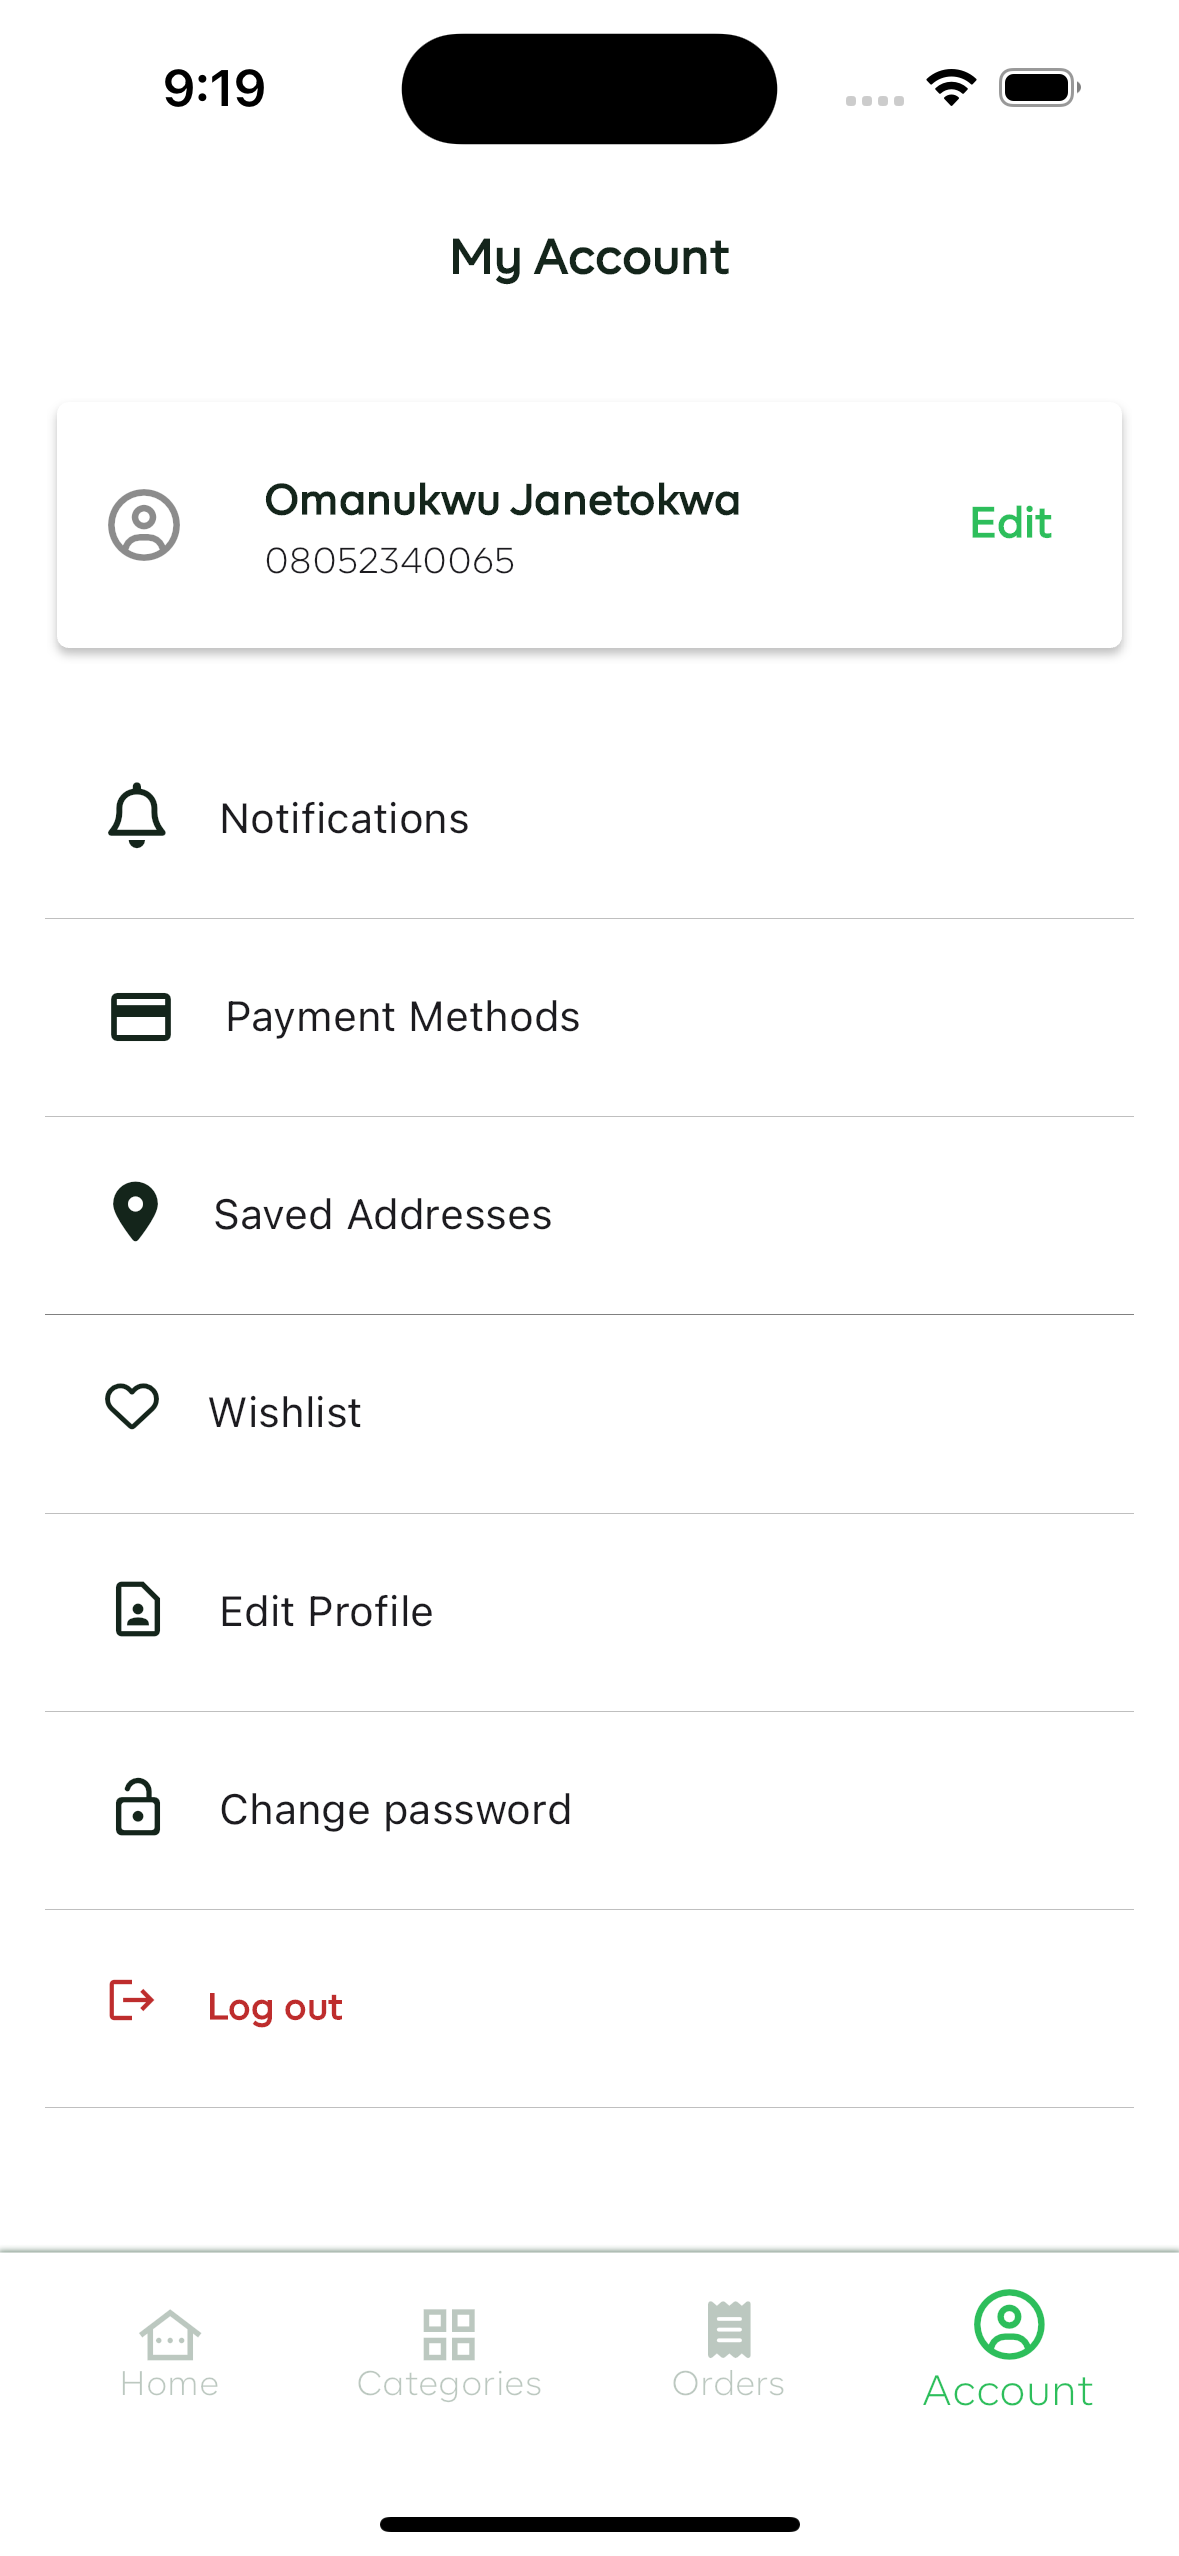 9:19
My Account
Omanukwu Janetokwa
08052340065
Edit
Notifications
Payment Methods
Saved Addresses
Wishlist
Edit Profile
Change password
Log out
Home
Categories
Orders
Account